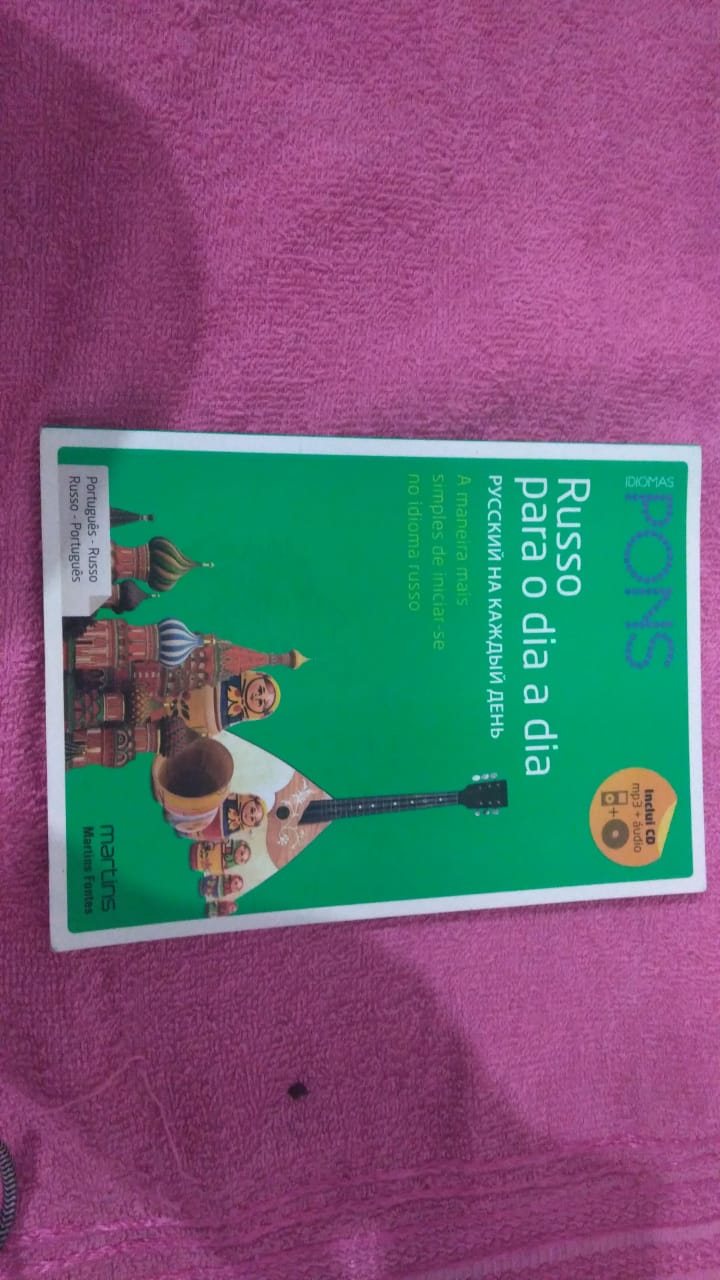 IDIOMAS
PONS
Inclui CD
mp3 + áudio
+
Russo
para o dia a dia
РУССКИЙ НА КАЖДЫЙ ДЕНЬ
A maneira mais
simples de iniciar-se
no idioma russo
Português - Russo
Russo - Português
martins
Martins Fontes